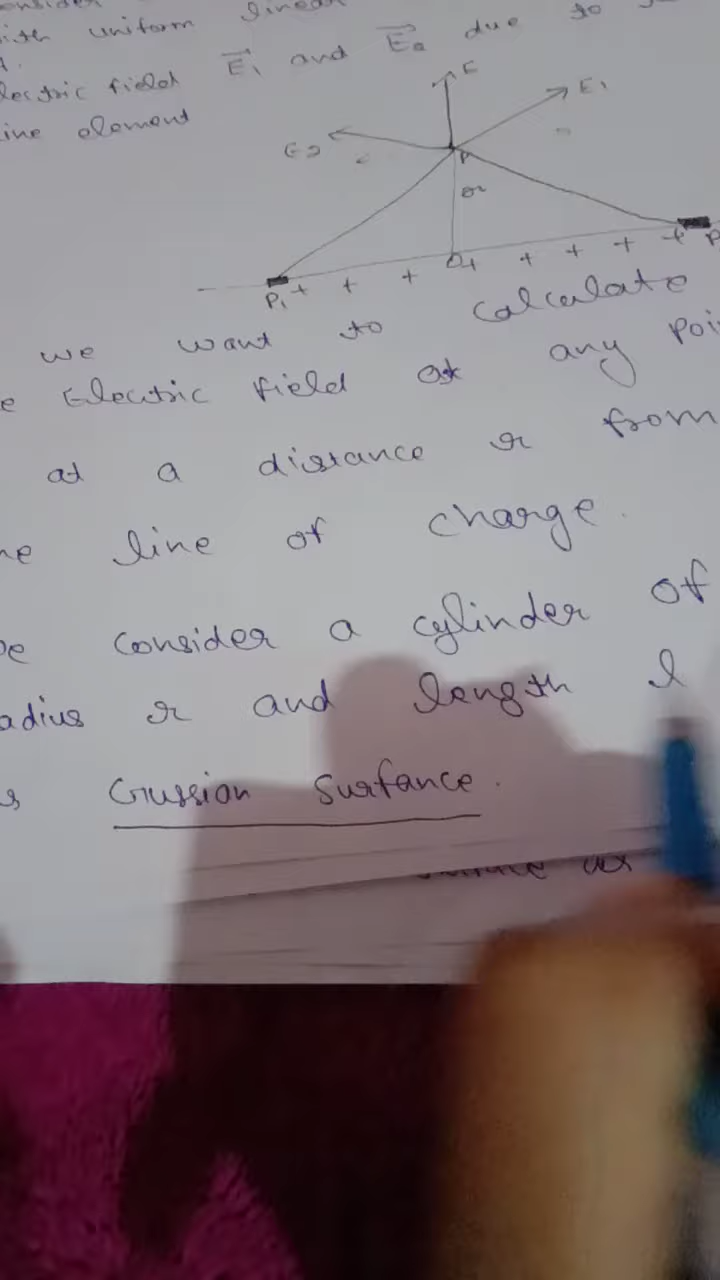 with uniform linear
Electric field E₁ and E₂ due to
line element
E
E₁
E₂
P
r
P₁ + + + O + + + + + P
we want to calculate
Electric field at any poi
at a distance r from
line of charge.
consider a cylinder of
adius r and length l
Gussian Surfance.